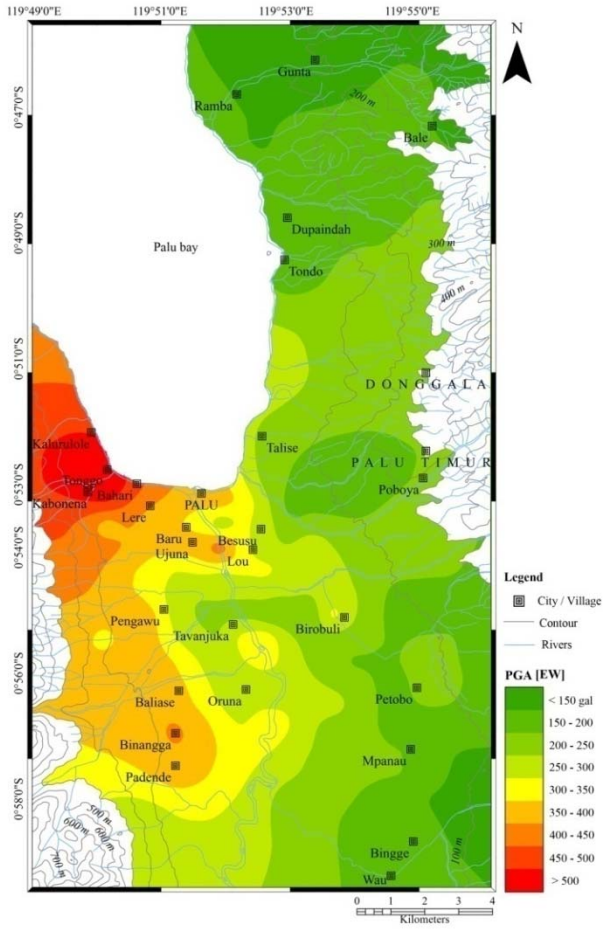 119°49'0"E 119°51'0"E 119°53'0"E 119°55'0"E
N
Gunta
200 m
Ramba
0°47'0"S
Bale
Dupaindah
0°49'0"S
300 m
Palu bay
Tondo
400 m
0°51'0"S
DONGGALA
Kalarulole
Talise
PALU TIMUR
Tonggo
Poboya
0°53'0"S
Kabonena
Bahari
PALU
Lere
Baru
Besusu
Ujuna
Lou
0°54'0"S
Pengawu
Tavanjuka
Birobuli
0°56'0"S
Baliase
Oruna
Petobo
Binangga
Mpanau
Padende
0°58'0"S
500 m
600 m
600 m
700 m
Bingge
100 m
Wau
Legend
City / Village
Contour
Rivers
PGA [EW]
< 150 gal
150 - 200
200 - 250
250 - 300
300 - 350
350 - 400
400 - 450
450 - 500
> 500
0 1 2 3 4
Kilometers